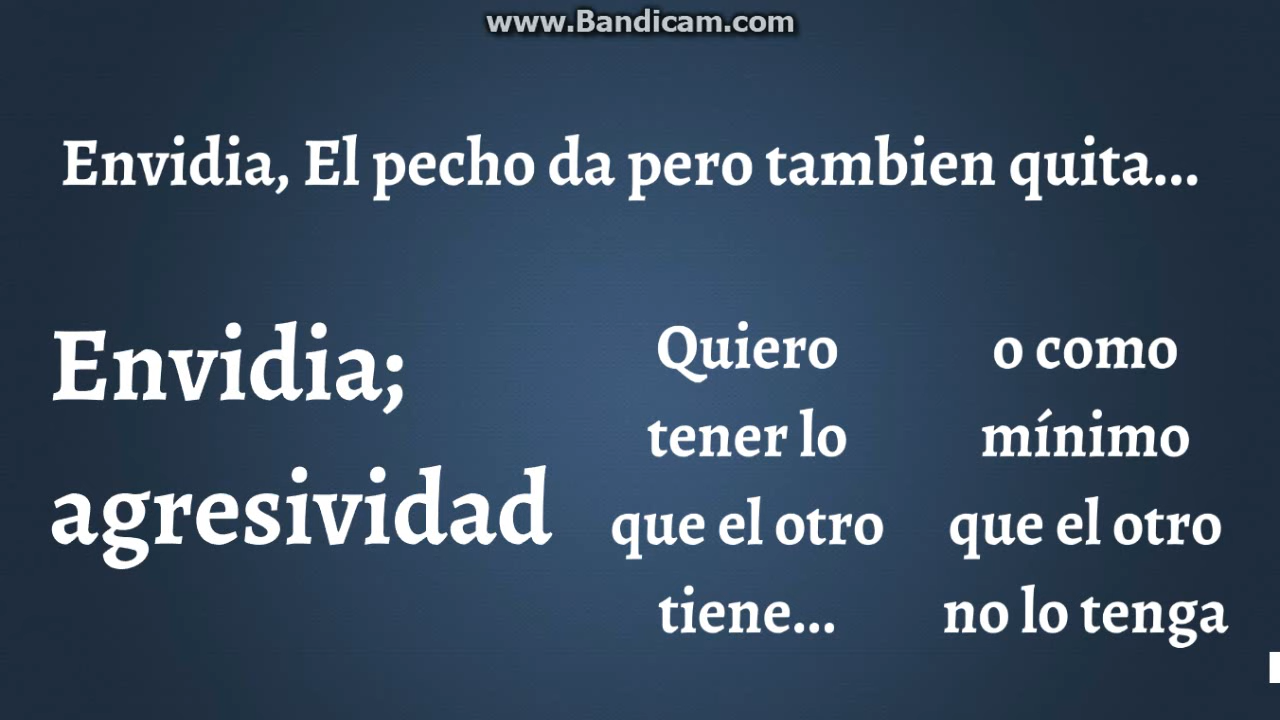 www.Bandicam.com
Envidia, El pecho da pero tambien quita...
Envidia;
agresividad
Quiero
tener lo
que el otro
tiene...
o como
mínimo
que el otro
no lo tenga